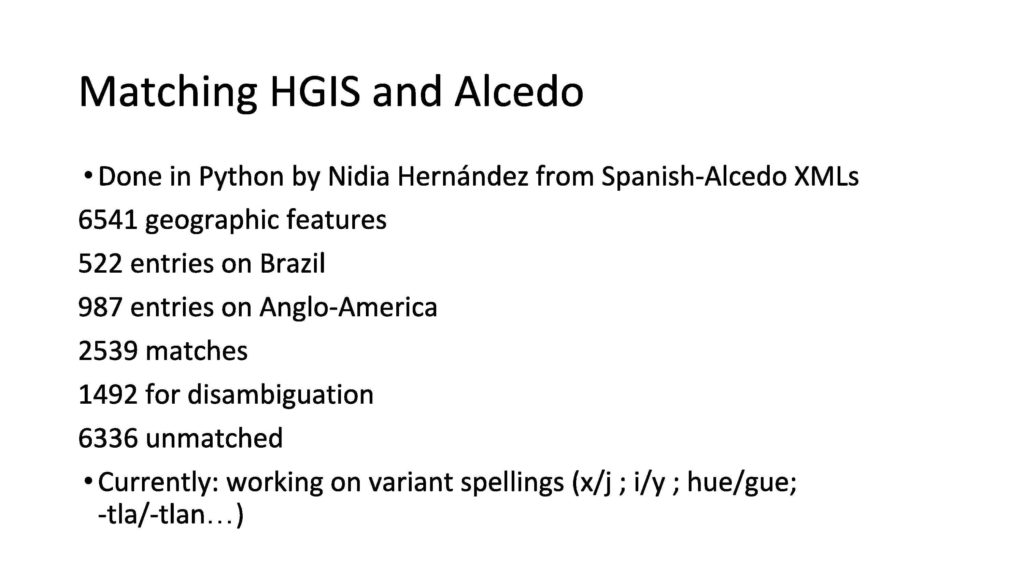 Matching HGIS and Alcedo
• Done in Python by Nidia Hernández from Spanish-Alcedo XMLs
6541 geographic features
522 entries on Brazil
987 entries on Anglo-America
2539 matches
1492 for disambiguation
6336 unmatched
• Currently: working on variant spellings (x/j ; i/y ; hue/gue;
-tla/-tlan…)